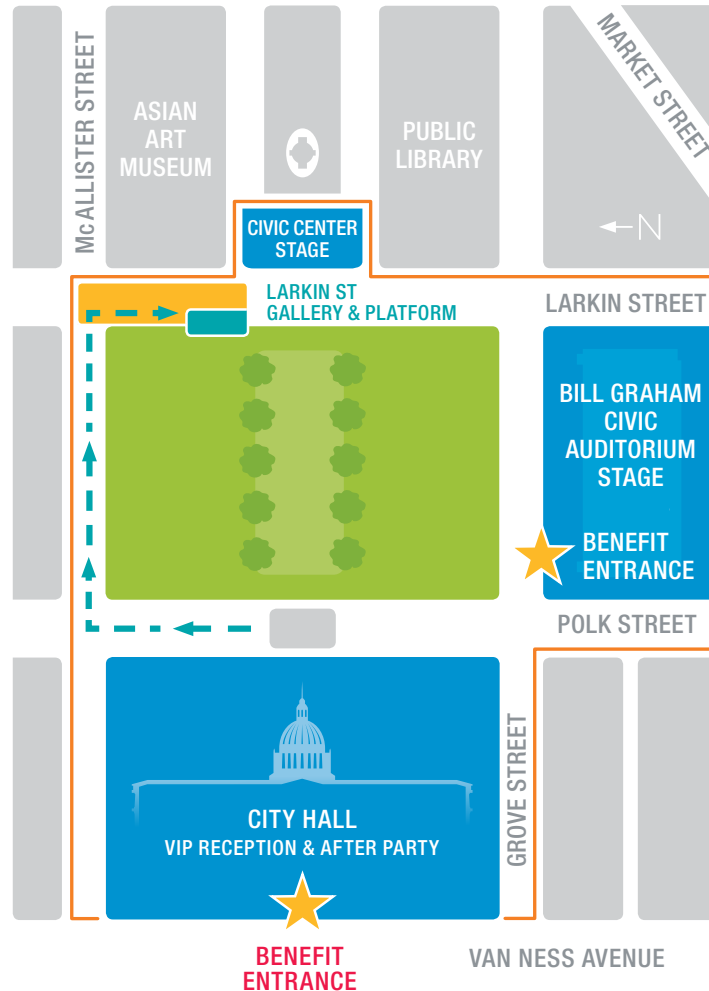 McALLISTER STREET
ASIAN
ART
MUSEUM
PUBLIC
LIBRARY
MARKET STREET
N
CIVIC CENTER
STAGE
LARKIN ST
GALLERY & PLATFORM
LARKIN STREET
BILL GRAHAM
CIVIC
AUDITORIUM
STAGE
BENEFIT
ENTRANCE
POLK STREET
GROVE STREET
CITY HALL
VIP RECEPTION & AFTER PARTY
BENEFIT
ENTRANCE
VAN NESS AVENUE